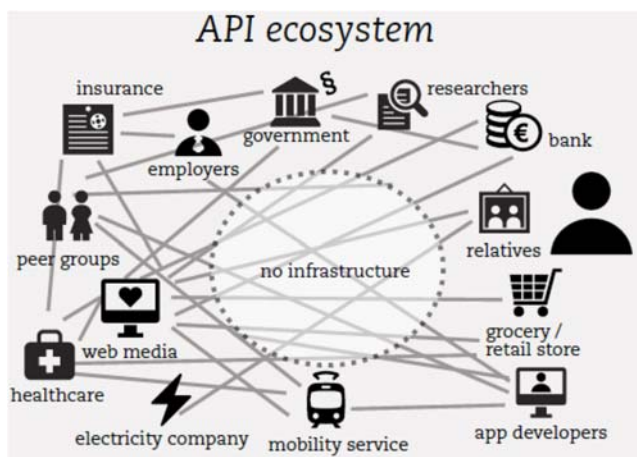 API ecosystem
insurance
§
researchers
government
€
bank
employers
peer groups
relatives
no infrastructure
web media
grocery /
retail store
healthcare
electricity company
mobility service
app developers